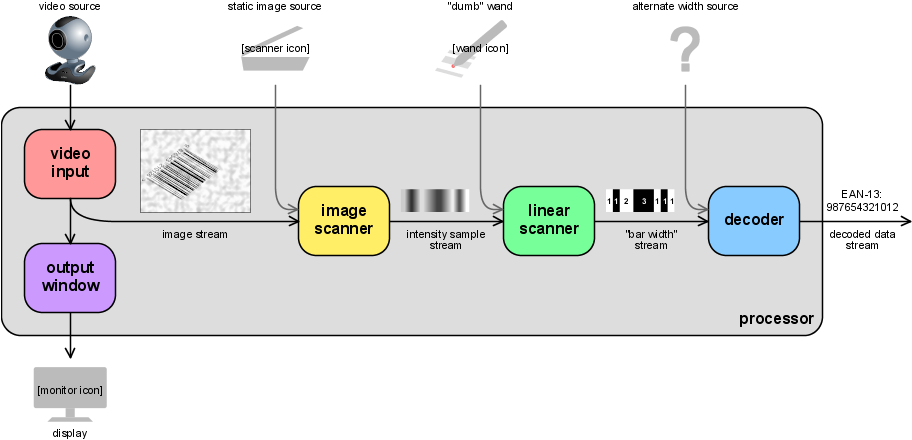 video source
static image source
"dumb" wand
alternate width source
[scanner icon]
[wand icon]
video
input
image stream
image
scanner
intensity sample
stream
linear
scanner
1 1 2 3 1 1 1
"bar width"
stream
decoder
EAN-13:
987654321012
decoded data
stream
output
window
processor
[monitor icon]
display